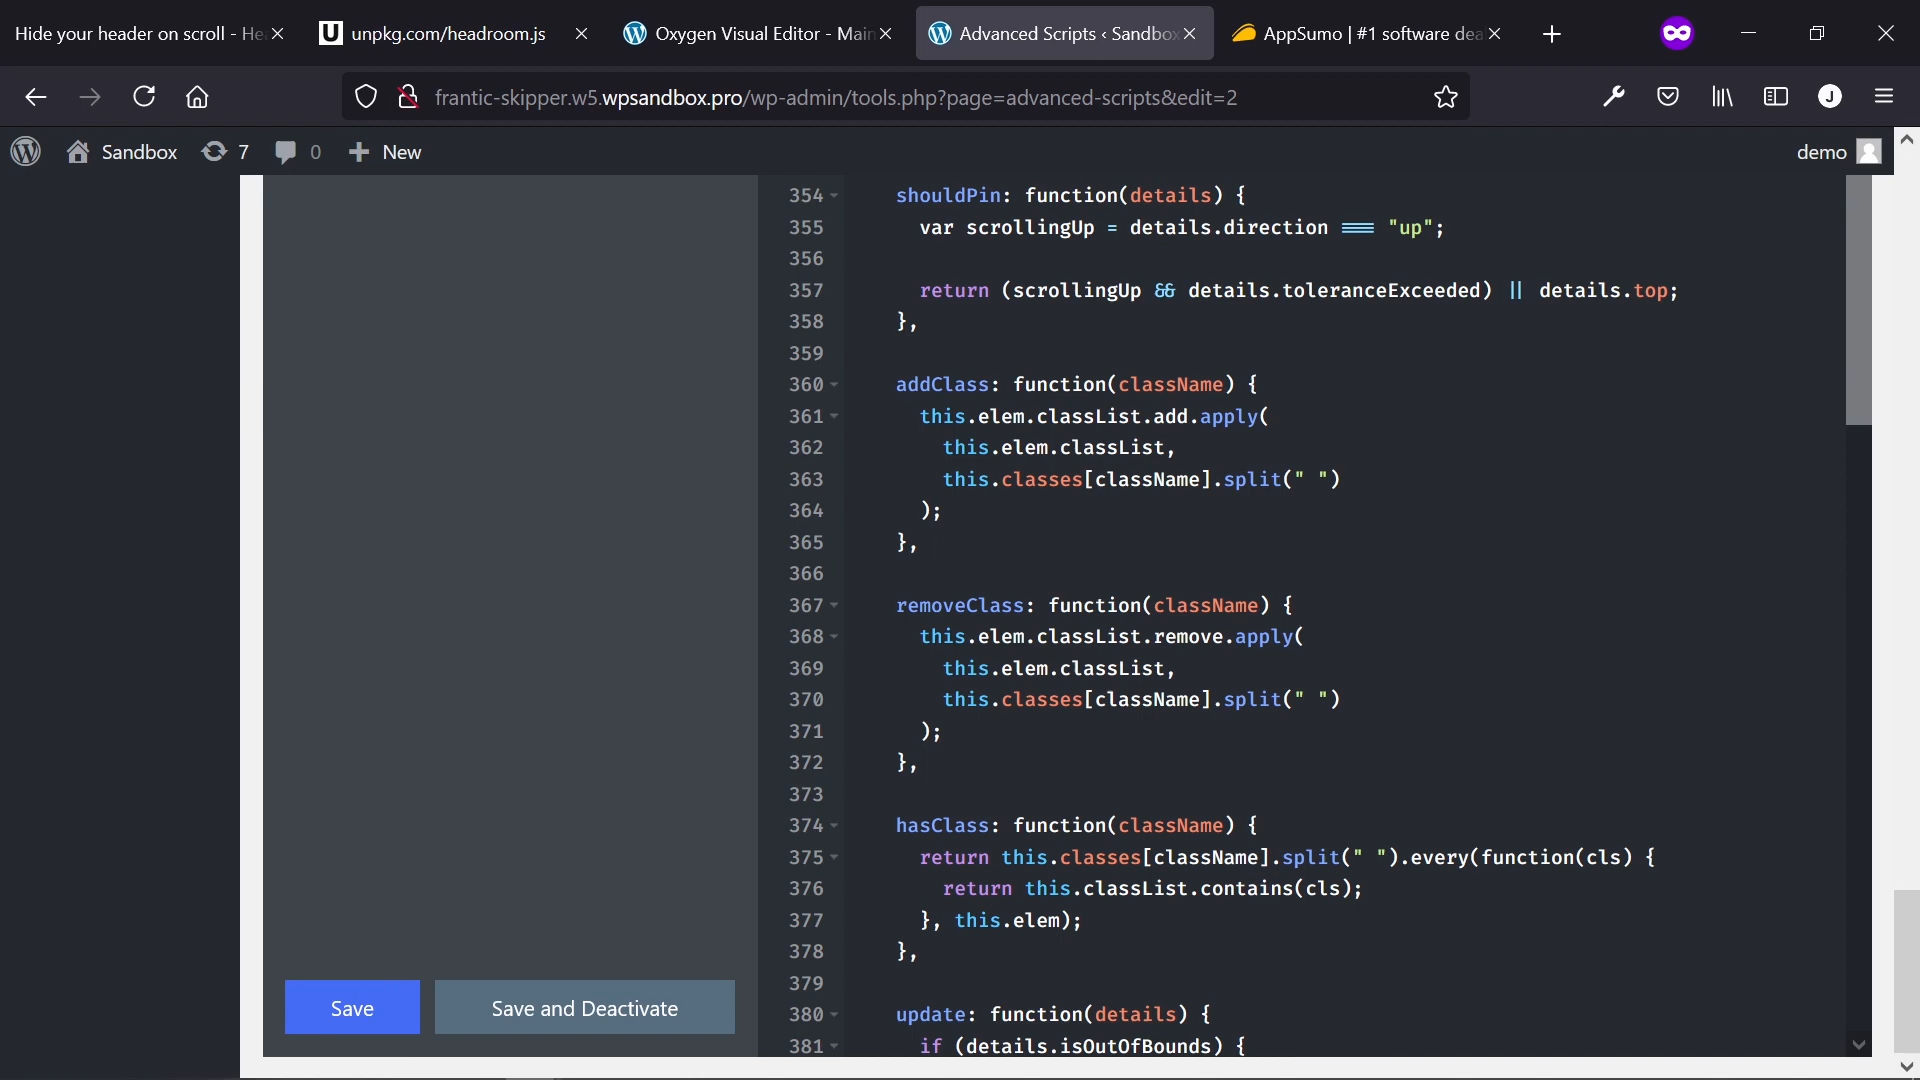 Hide your header on scroll - He
unpkg.com/headroom.js
Oxygen Visual Editor - Main
Advanced Scripts ‹ Sandbox
AppSumo | #1 software dea
frantic-skipper.w5.wpsandbox.pro/wp-admin/tools.php?page=advanced-scripts&edit=2
J
Sandbox
7
0
New
demo
354 shouldPin: function(details) {
355 var scrollingUp = details.direction === "up";
356
357 return (scrollingUp && details.toleranceExceeded) || details.top;
358 },
359
360 addClass: function(className) {
361 this.elem.classList.add.apply(
362 this.elem.classList,
363 this.classes[className].split(" ")
364 );
365 },
366
367 removeClass: function(className) {
368 this.elem.classList.remove.apply(
369 this.elem.classList,
370 this.classes[className].split(" ")
371 );
372 },
373
374 hasClass: function(className) {
375 return this.classes[className].split(" ").every(function(cls) {
376 return this.classList.contains(cls);
377 }, this.elem);
378 },
379
380 update: function(details) {
381 if (details.isOutOfBounds) {
Save
Save and Deactivate